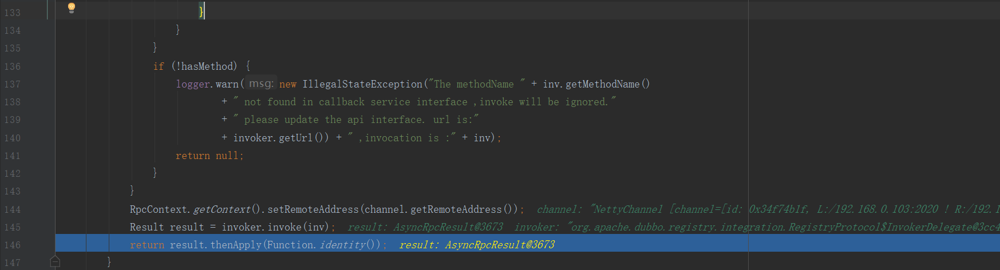 133 }
134 }
135 }
136 if (!hasMethod) {
137 logger.warn( msg: new IllegalStateException("The methodName " + inv.getMethodName()
138 + " not found in callback service interface ,invoke will be ignored."
139 + " please update the api interface. url is:"
140 + invoker.getUrl()) + " ,invocation is :" + inv);
141 return null;
142 }
143 }
144 RpcContext.getContext().setRemoteAddress(channel.getRemoteAddress()); channel: "NettyChannel [channel=[id: 0x34f74b1f, L:/192.168.0.103:2020 ! R:/192.1
145 Result result = invoker.invoke(inv); result: AsyncRpcResult@3673 invoker: "org.apache.dubbo.registry.integration.RegistryProtocol$InvokerDelegate@3cc4
146 return result.thenApply(Function.identity()); result: AsyncRpcResult@3673
147 }